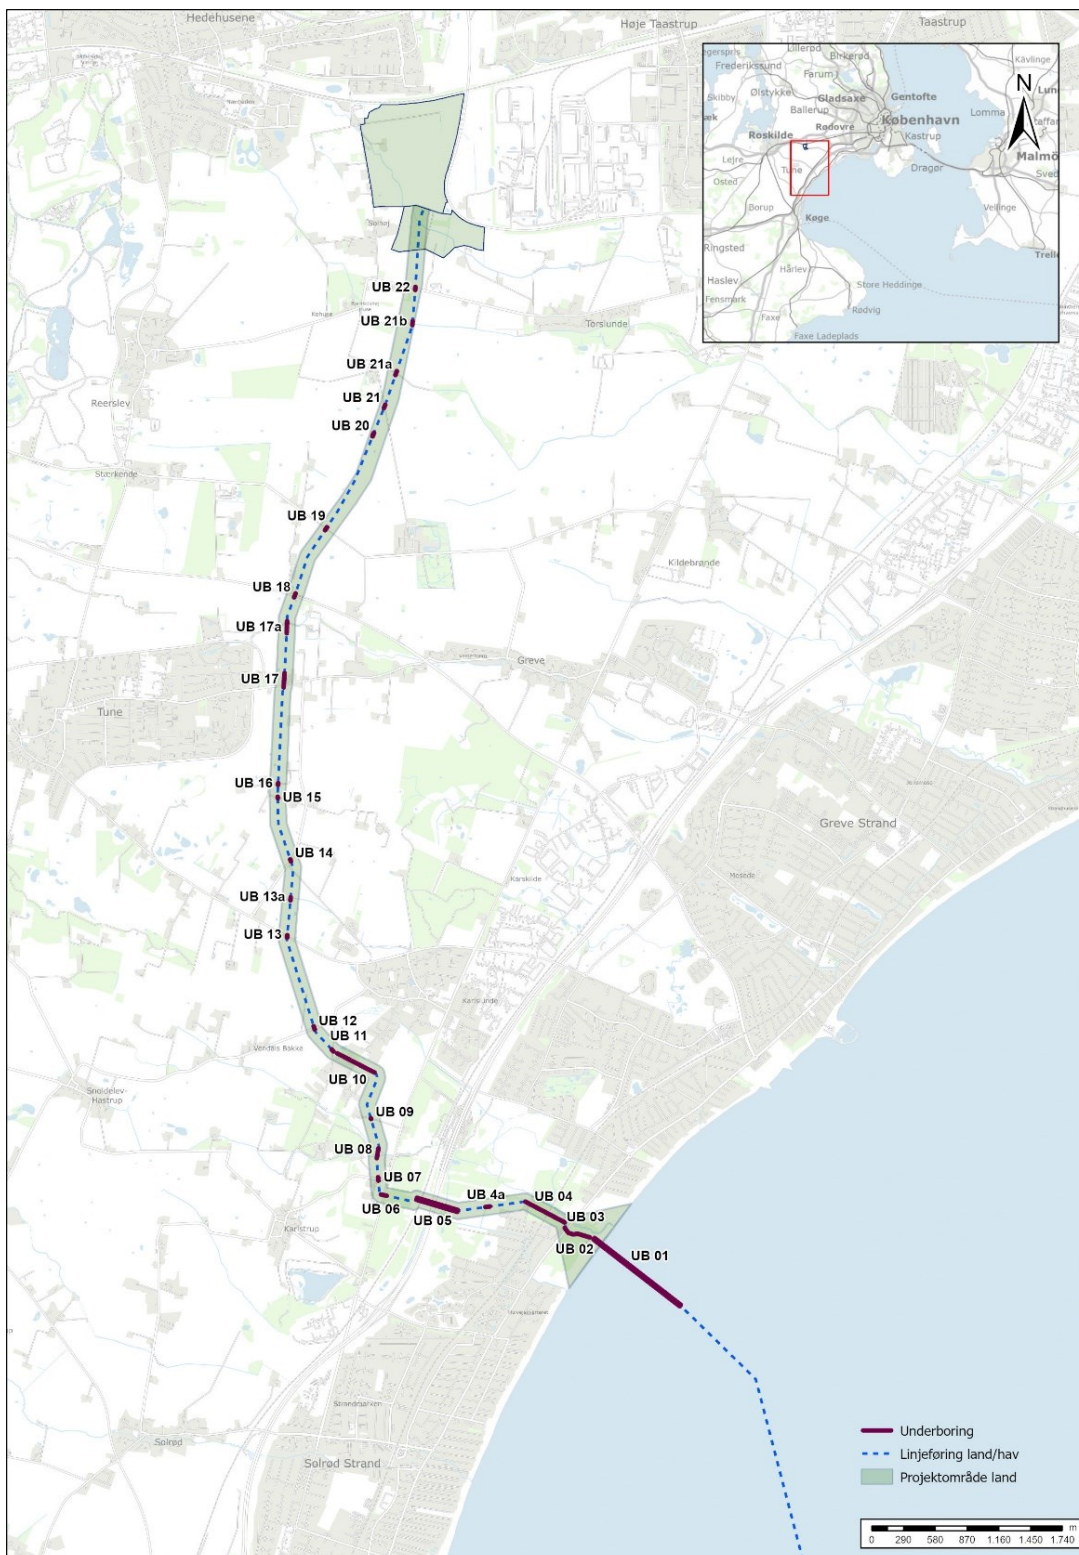 Hedehusene
Høje Taastrup
Taastrup
Lillerød
Birkerød
Kävlinge
Frederikssund
Farum
Ølstykke
Gentofte
Skibby
Ballerup
Gladsaxe
Lomma
København
Roskilde
Rødovre
Kastrup
Malmö
Lejre
Tune
Dragør
Osted
Borup
Vellinge
Køge
Ringsted
Hårlev
Haslev
Store Heddinge
Fensmark
Faxe
Rødvig
Faxe Ladeplads
N
UB 22
UB 21b
Torslunde
UB 21a
UB 21
Reerslev
UB 20
Stærkende
UB 19
Kildebrønde
UB 18
UB 17a
Greve
UB 17
Tune
UB 16
UB 15
Greve Strand
UB 14
Mosede
Karlslunde
UB 13a
UB 13
UB 12
UB 11
UB 10
Snoldelev-
Hastrup
UB 09
UB 08
UB 07
UB 06
UB 05
UB 4a
UB 04
UB 03
UB 02
UB 01
Karlstrup
Solrød
Solrød Strand
Underboring
Linjeføring land/hav
Projektområde land
m
0 290 580 870 1.160 1.450 1.740